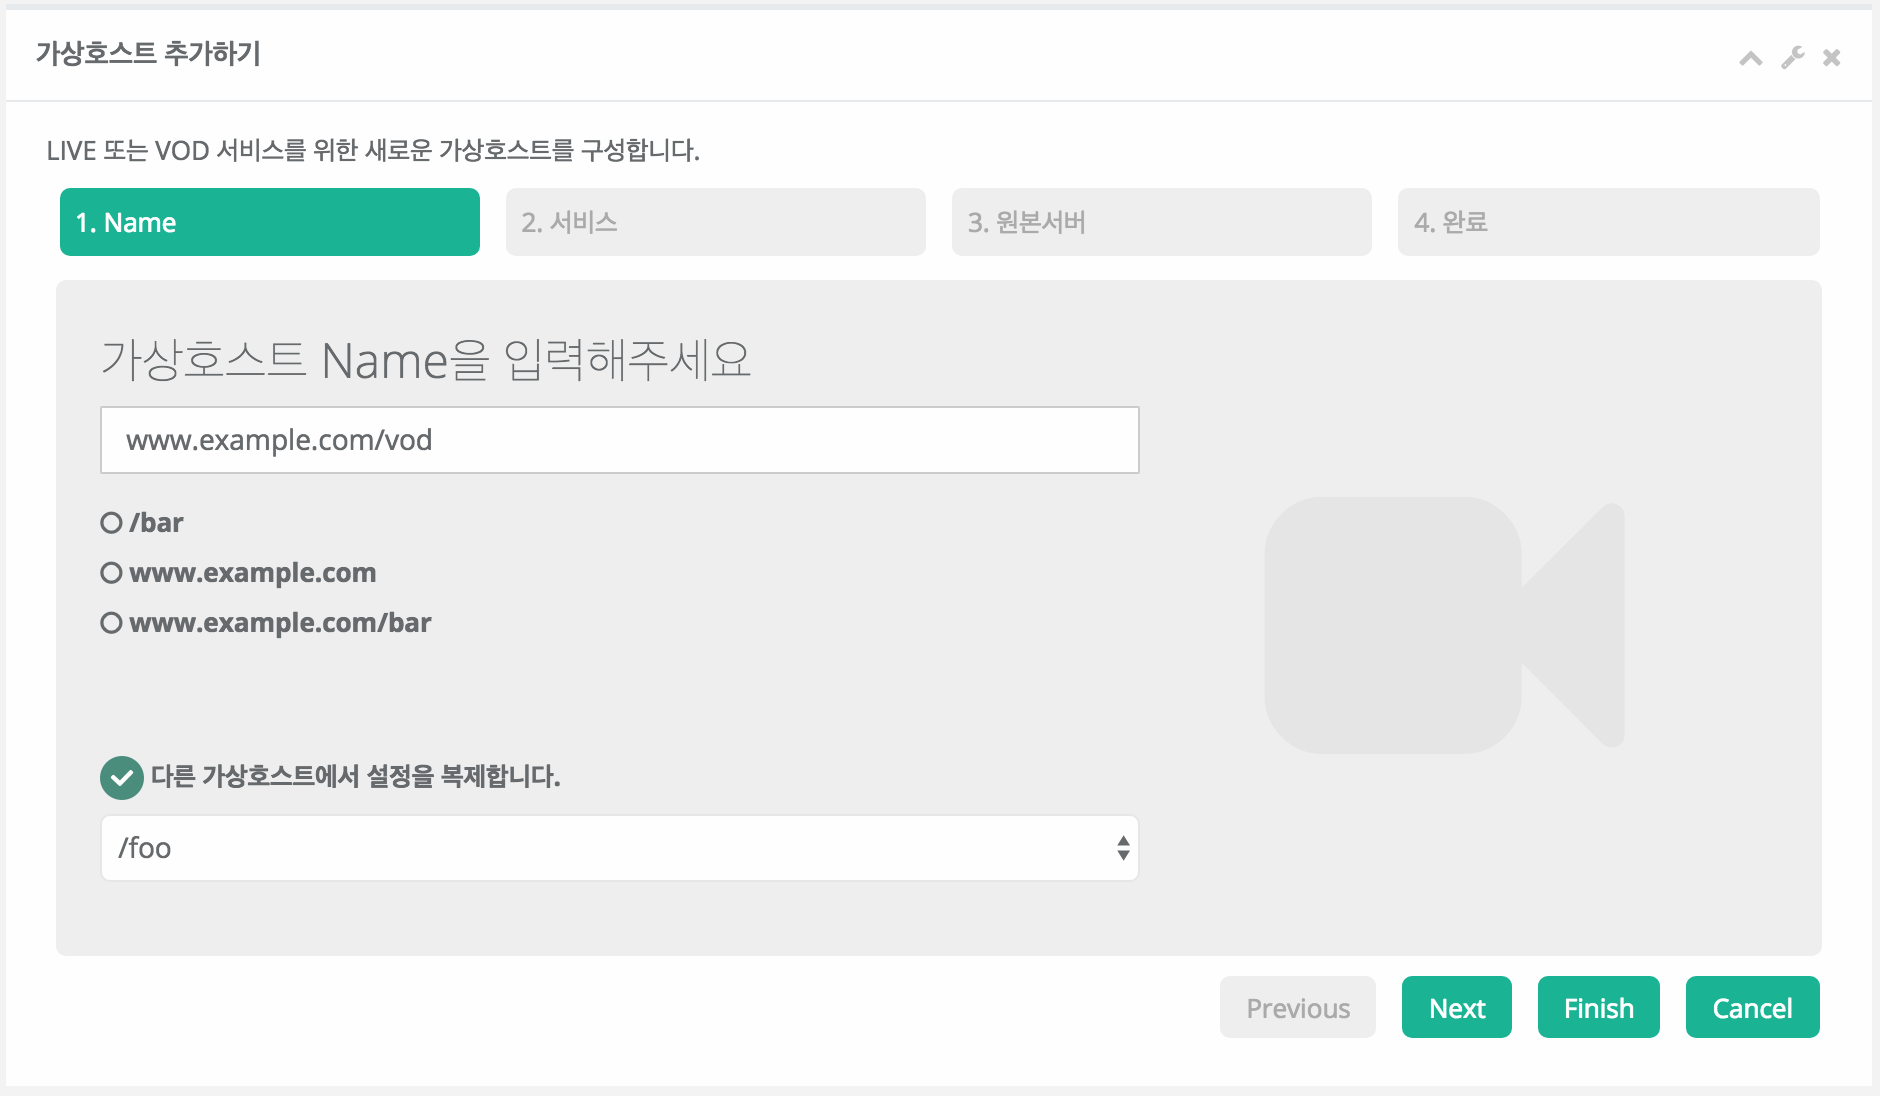 가상호스트 추가하기
LIVE 또는 VOD 서비스를 위한 새로운 가상호스트를 구성합니다.
1. Name
2. 서비스
3. 원본서버
4. 완료
가상호스트 Name을 입력해주세요
www.example.com/vod
/bar
www.example.com
www.example.com/bar
다른 가상호스트에서 설정을 복제합니다.
/foo
Previous
Next
Finish
Cancel